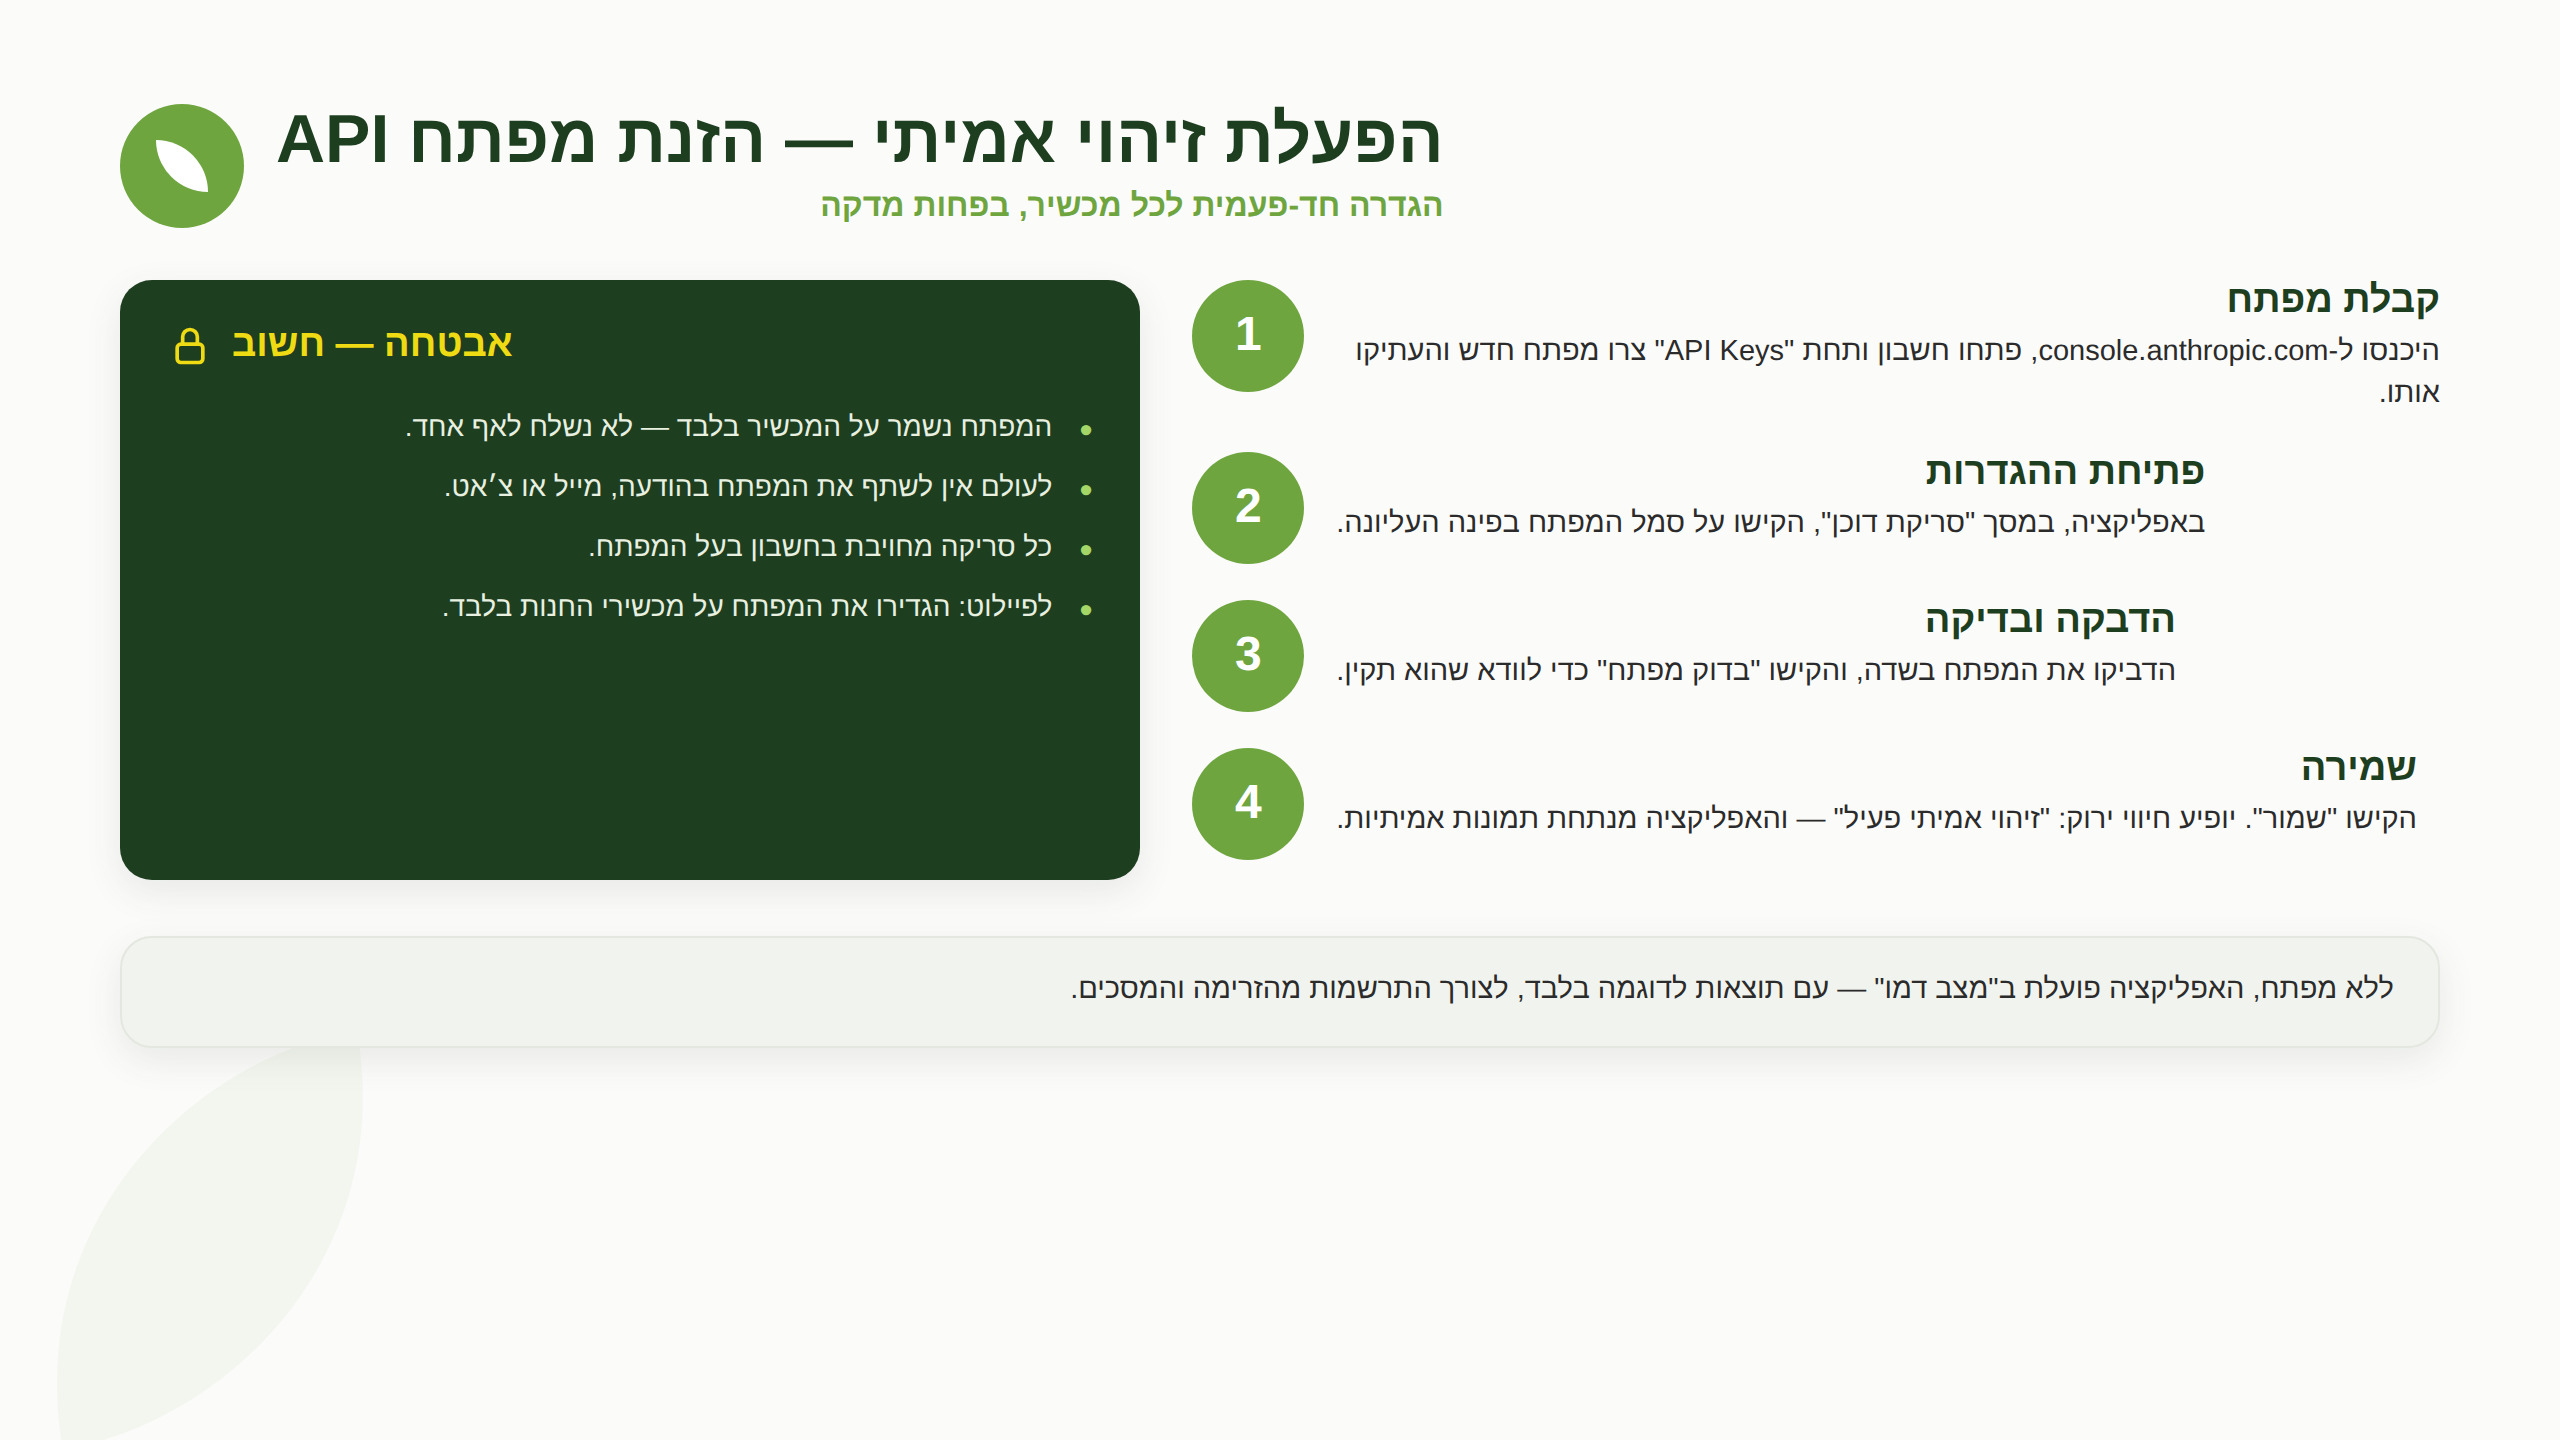 הפעלת זיהוי אמיתי — הזנת מפתח API
הגדרה חד-פעמית לכל מכשיר, בפחות מדקה
קבלת מפתח
היכנסו ל-console.anthropic.com, פתחו חשבון ותחת "API Keys" צרו מפתח חדש והעתיקו
אותו.
1
פתיחת ההגדרות
באפליקציה, במסך "סריקת דוכן", הקישו על סמל המפתח בפינה העליונה.
2
הדבקה ובדיקה
הדביקו את המפתח בשדה, והקישו "בדוק מפתח" כדי לוודא שהוא תקין.
3
שמירה
הקישו "שמור". יופיע חיווי ירוק: "זיהוי אמיתי פעיל" — והאפליקציה מנתחת תמונות אמיתיות.
4
אבטחה — חשוב
• המפתח נשמר על המכשיר בלבד — לא נשלח לאף אחד.
• לעולם אין לשתף את המפתח בהודעה, מייל או צ׳אט.
• כל סריקה מחויבת בחשבון בעל המפתח.
• לפיילוט: הגדירו את המפתח על מכשירי החנות בלבד.
ללא מפתח, האפליקציה פועלת ב"מצב דמו" — עם תוצאות לדוגמה בלבד, לצורך התרשמות מהזרימה והמסכים.